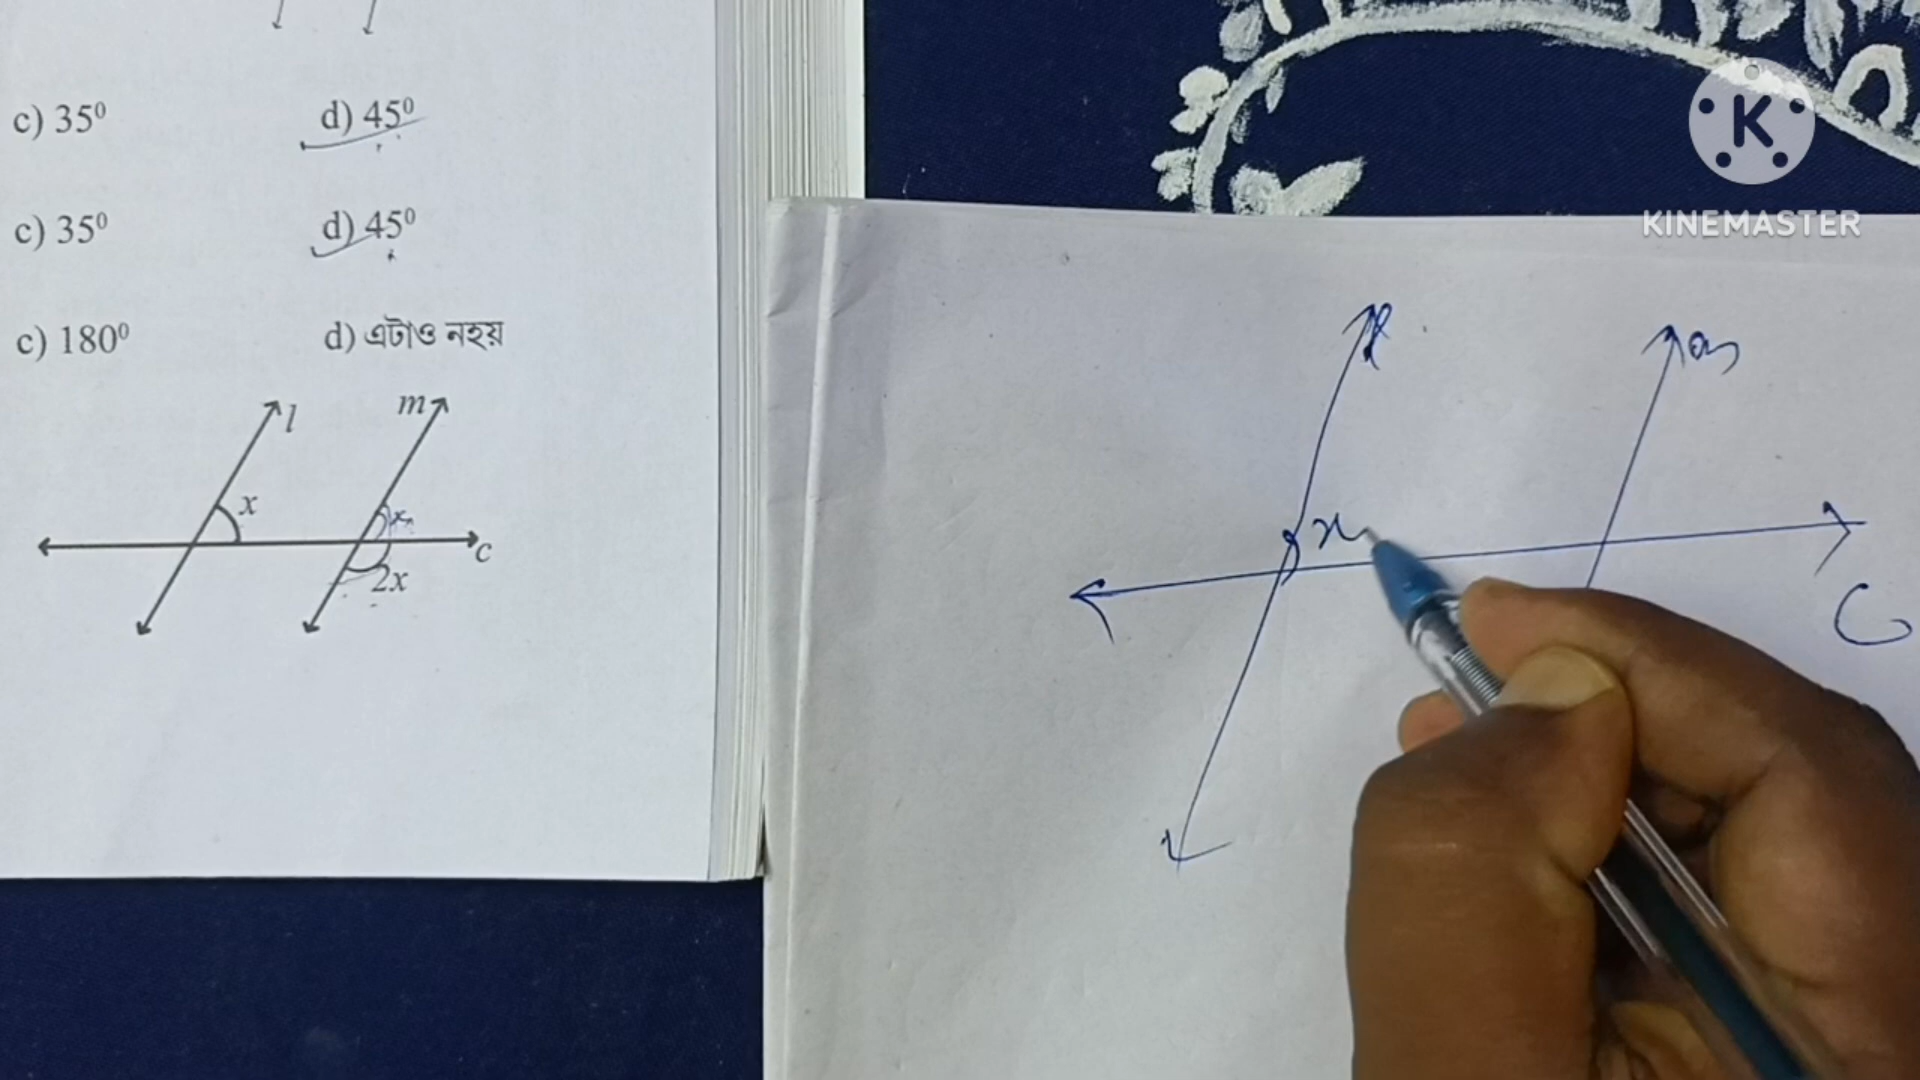 c) 35⁰ d) 45⁰
c) 35⁰ d) 45⁰
c) 180⁰ d) এটাও নহয়
l m
x x
c
2x
K
KINEMASTER
l m
x
C